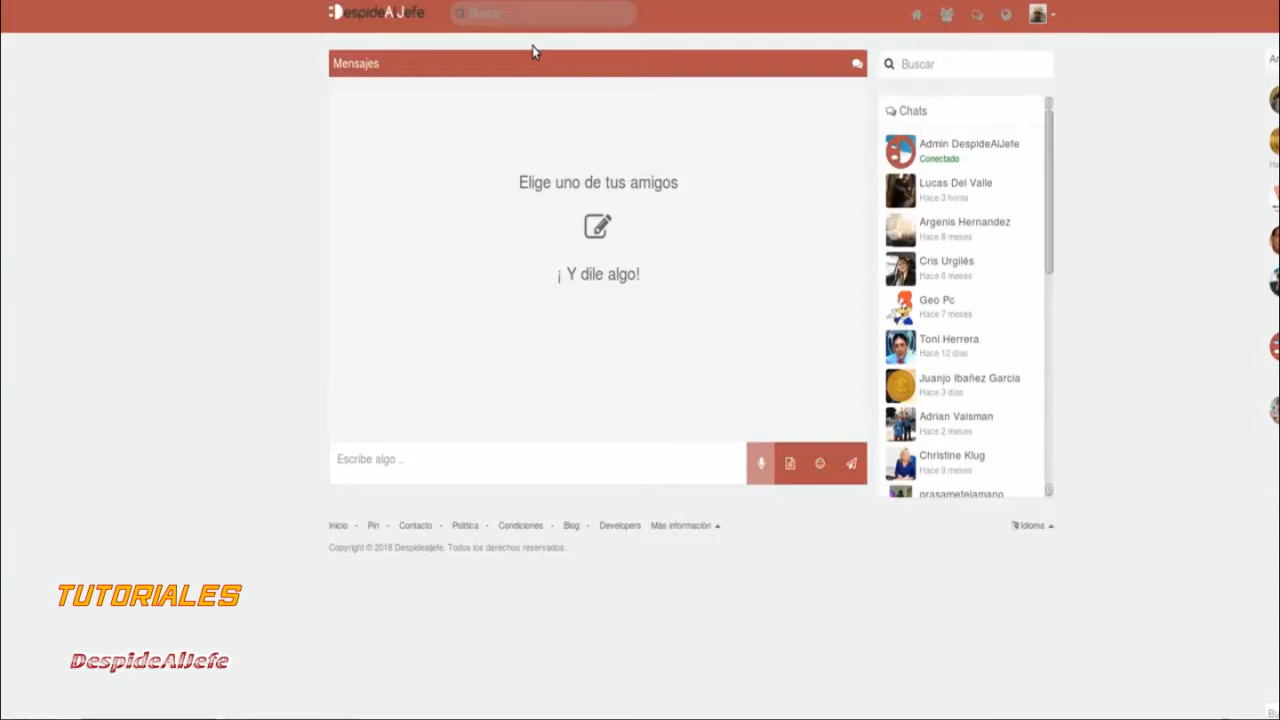 DespideAlJefe
Buscar
Mensajes
Buscar
Elige uno de tus amigos
¡ Y dile algo!
Escribe algo ..
Chats
Admin DespideAlJefe
Conectado
Lucas Del Valle
Hace 3 horas
Argenis Hernandez
Hace 8 meses
Cris Urgilés
Hace 6 meses
Geo Pc
Hace 7 meses
Toni Herrera
Hace 12 días
Juanjo Ibañez Garcia
Hace 3 días
Adrian Vaisman
Hace 2 meses
Christine Klug
Hace 9 meses
prasametelamano
Inicio - Pin - Contacto - Política - Condiciones - Blog - Developers Más información
Idioma
Copyright © 2018 Despidealjefe. Todos los derechos reservados.
TUTORIALES
DespideAlJefe